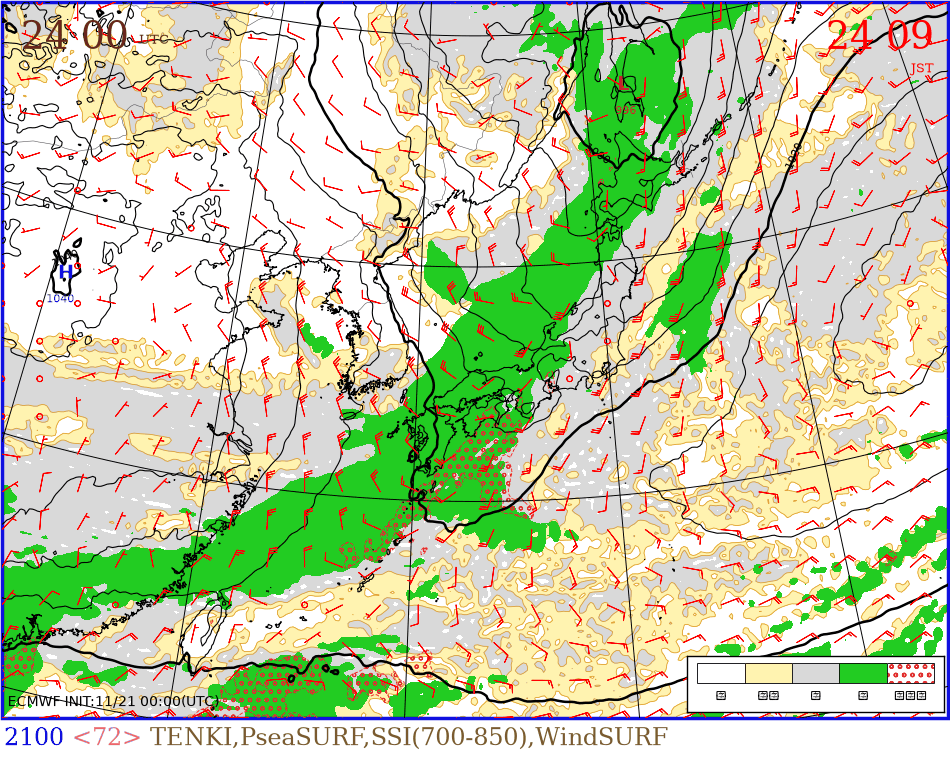 24 00 UTC
24 09
JST
L
996
H
1040
ECMWF INIT:11/21 00:00(UTC)
2100 <72> TENKI,PseaSURF,SSI(700-850),WindSURF